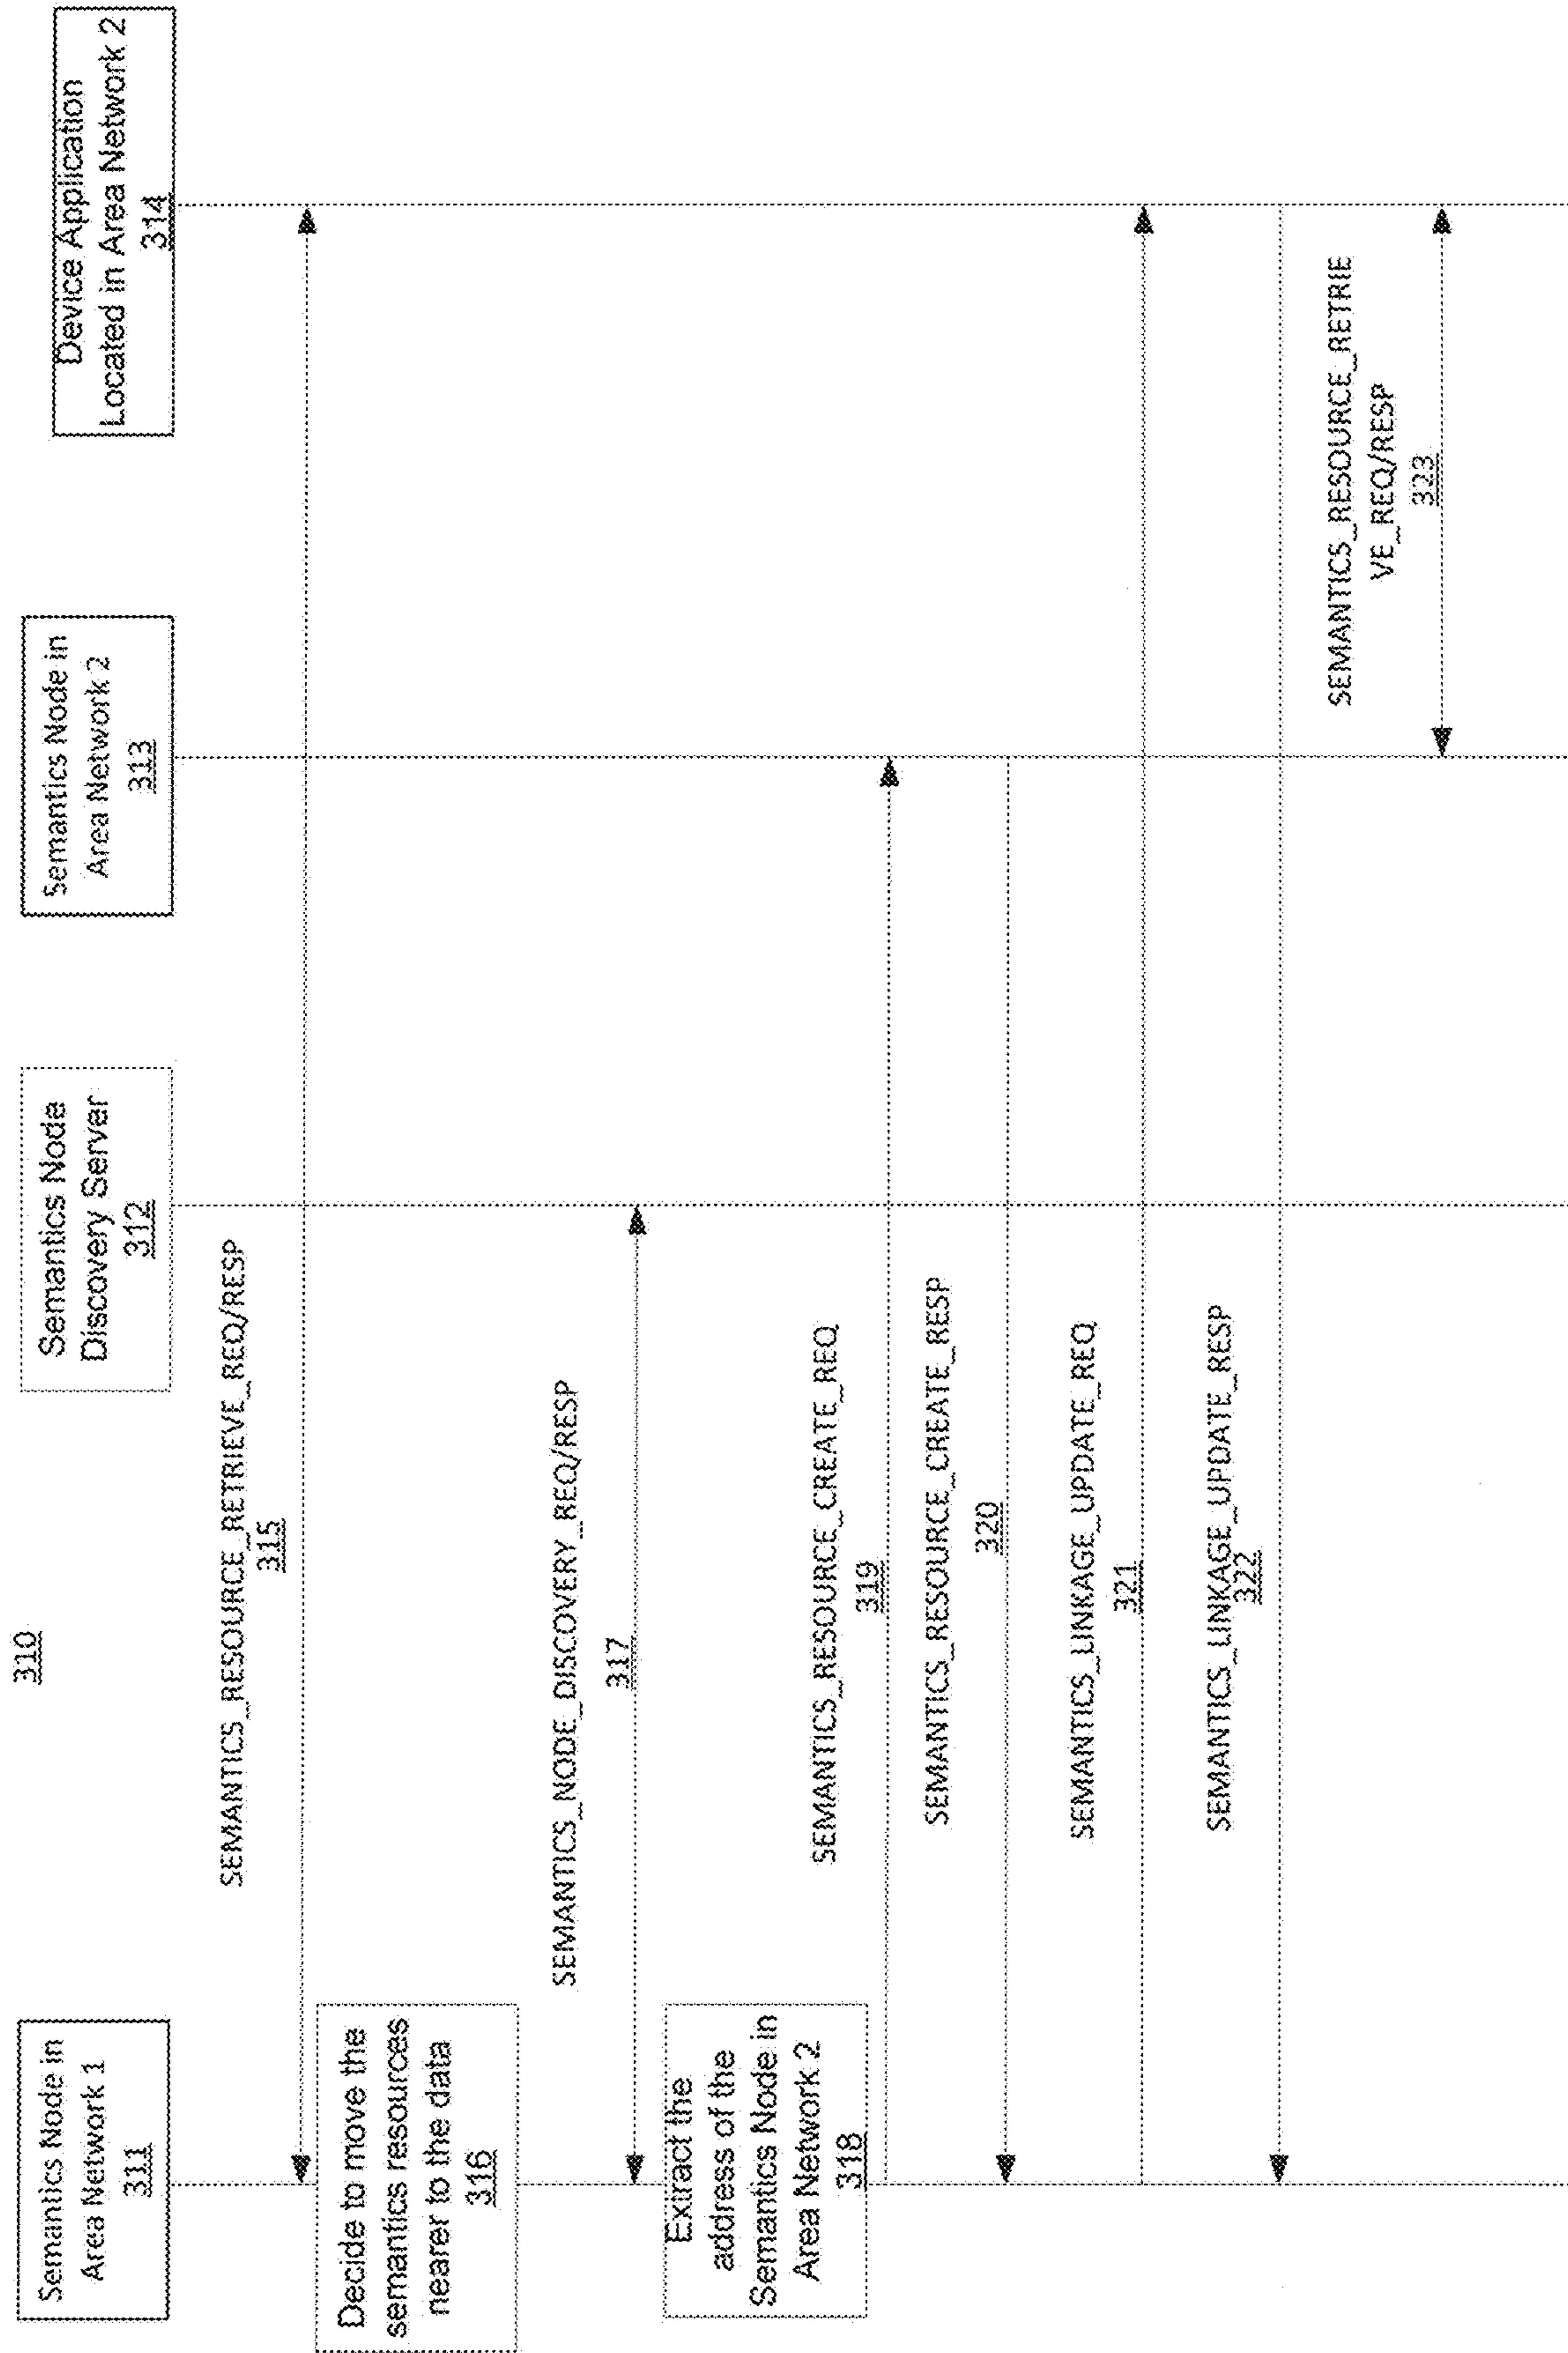 310
Semantics Node in
Area Network 1
311
Semantics Node
Discovery Server
312
Semantics Node in
Area Network 2
313
Device Application
Located in Area Network 2
314
SEMANTICS_RESOURCE_RETRIEVE_REQ/RESP
315
Decide to move the
semantics resources
nearer to the data
316
SEMANTICS_NODE_DISCOVERY_REQ/RESP
317
Extract the
address of the
Semantics Node in
Area Network 2
318
SEMANTICS_RESOURCE_CREATE_REQ
319
SEMANTICS_RESOURCE_CREATE_RESP
320
SEMANTICS_LINKAGE_UPDATE_REQ
321
SEMANTICS_LINKAGE_UPDATE_RESP
322
SEMANTICS_RESOURCE_RETRIE
VE_REQ/RESP
323